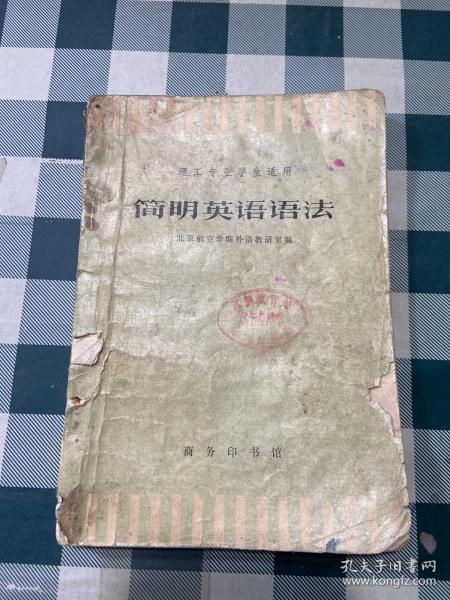 理工专业学生适用
简明英语语法
北京航空学院外语教研室编
商务印书馆
孔夫子旧书网
www.kongfz.com